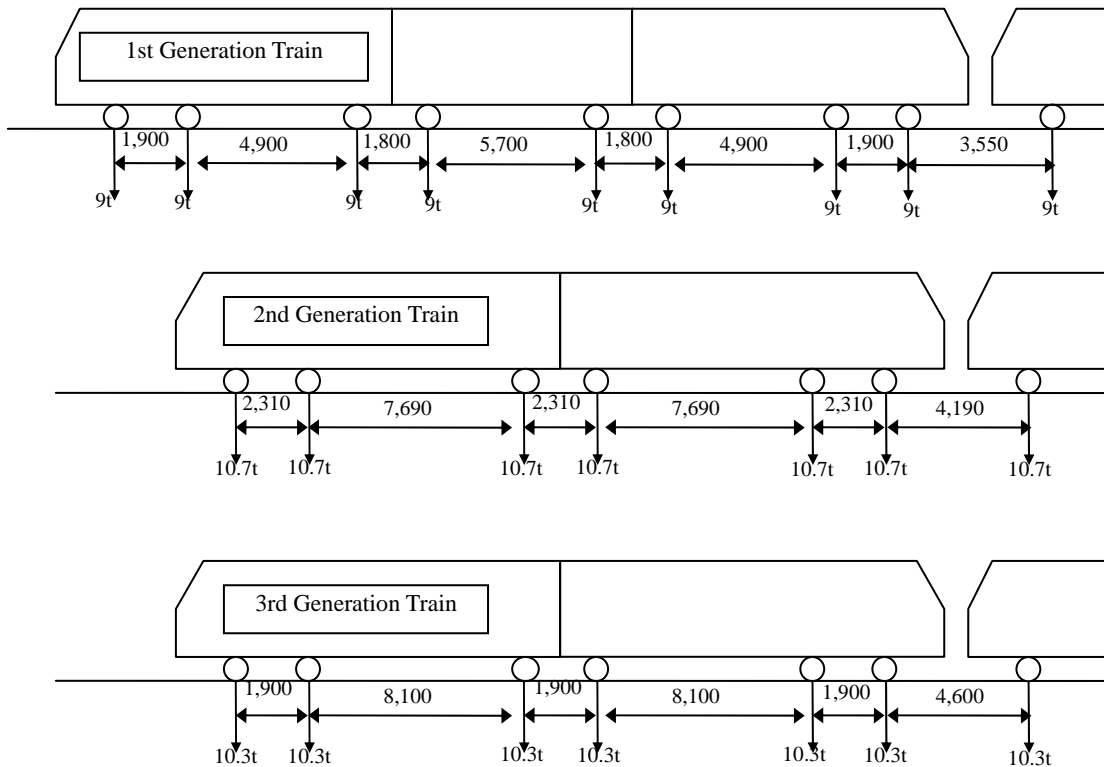 1st Generation Train
1,900 4,900 1,800 5,700 1,800 4,900 1,900 3,550
9t 9t 9t 9t 9t 9t 9t 9t 9t
2nd Generation Train
2,310 7,690 2,310 7,690 2,310 4,190
10.7t 10.7t 10.7t 10.7t 10.7t 10.7t 10.7t
3rd Generation Train
1,900 8,100 1,900 8,100 1,900 4,600
10.3t 10.3t 10.3t 10.3t 10.3t 10.3t 10.3t